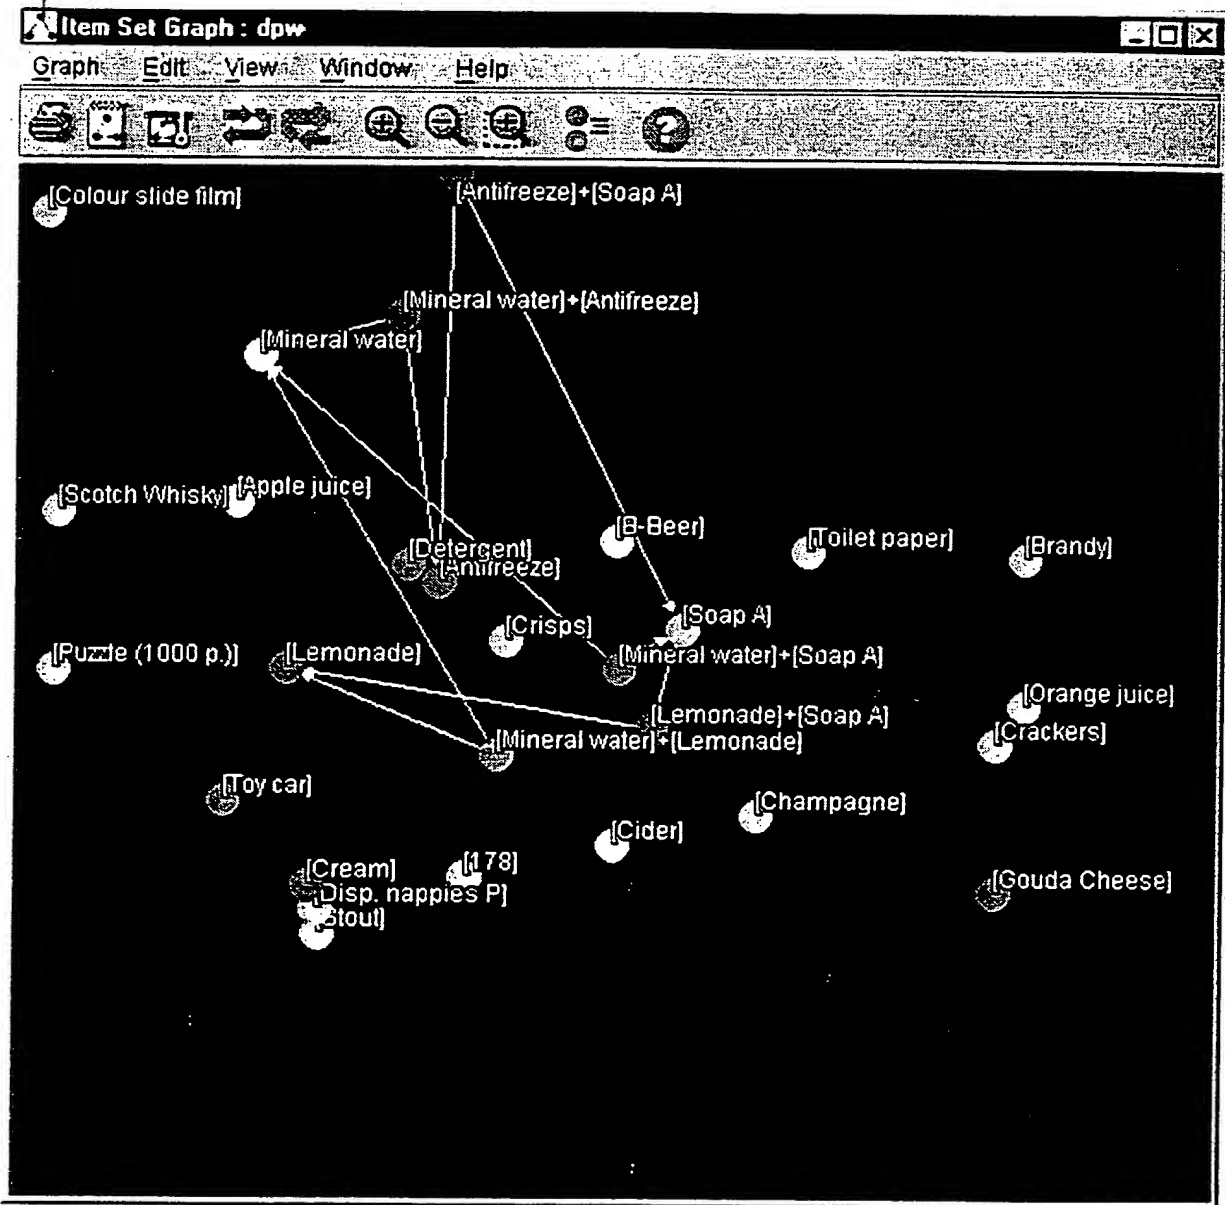 Item Set Graph : dpw
Graph Edit View Window Help
[Colour slide film]
[Antifreeze]+[Soap A]
[Mineral water]+[Antifreeze]
[Mineral water]
[Scotch Whisky]
[Apple juice]
[B-Beer]
[Toilet paper]
[Brandy]
[Detergent]
[Antifreeze]
[Soap A]
[Crisps]
[Puzzle (1000 p.)]
[Lemonade]
[Mineral water]+[Soap A]
[Orange juice]
[Lemonade]+[Soap A]
[Crackers]
[Mineral water]+[Lemonade]
[Toy car]
[Champagne]
[Cider]
[Cream]
[178]
[Gouda Cheese]
[Disp. nappies P]
[Stout]